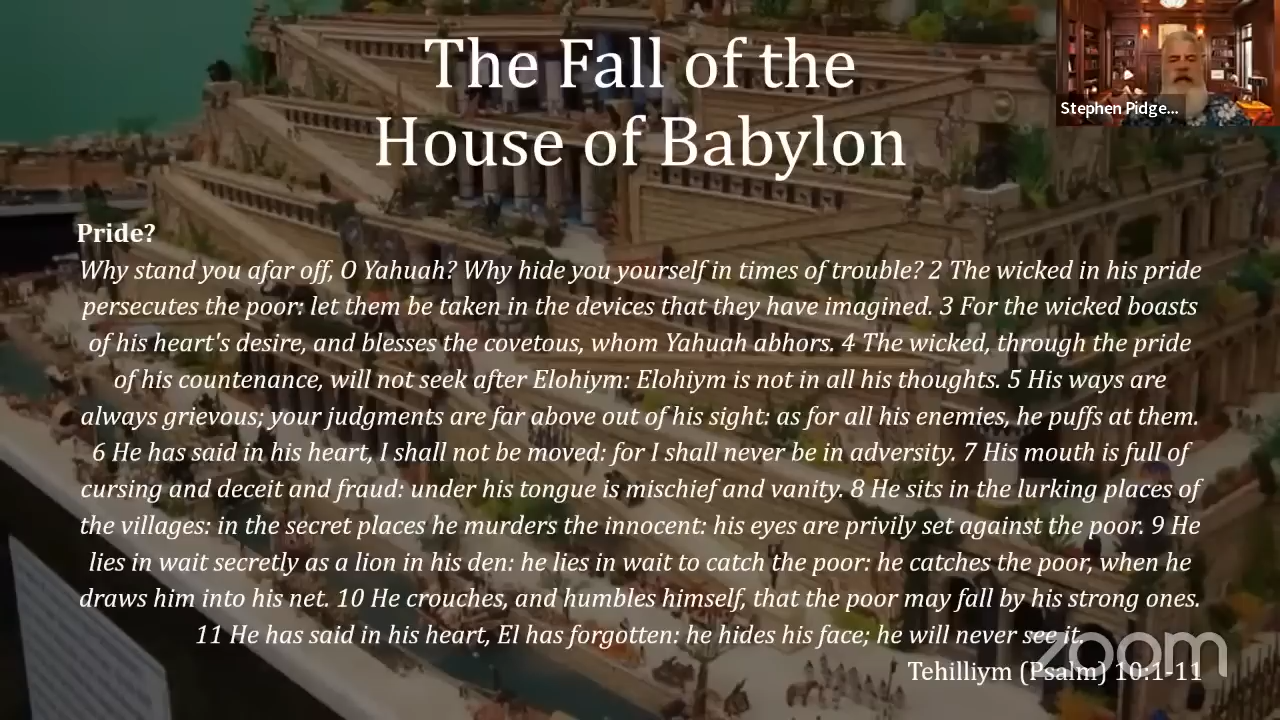 The Fall of the
House of Babylon
Stephen Pidge...
Pride?
Why stand you afar off, O Yahuah? Why hide you yourself in times of trouble? 2 The wicked in his pride
persecutes the poor: let them be taken in the devices that they have imagined. 3 For the wicked boasts
of his heart's desire, and blesses the covetous, whom Yahuah abhors. 4 The wicked, through the pride
of his countenance, will not seek after Elohiym: Elohiym is not in all his thoughts. 5 His ways are
always grievous; your judgments are far above out of his sight: as for all his enemies, he puffs at them.
6 He has said in his heart, I shall not be moved: for I shall never be in adversity. 7 His mouth is full of
cursing and deceit and fraud: under his tongue is mischief and vanity. 8 He sits in the lurking places of
the villages: in the secret places he murders the innocent: his eyes are privily set against the poor. 9 He
lies in wait secretly as a lion in his den: he lies in wait to catch the poor: he catches the poor, when he
draws him into his net. 10 He crouches, and humbles himself, that the poor may fall by his strong ones.
11 He has said in his heart, El has forgotten: he hides his face; he will never see it.
zoom
Tehilliym (Psalm) 10:1-11